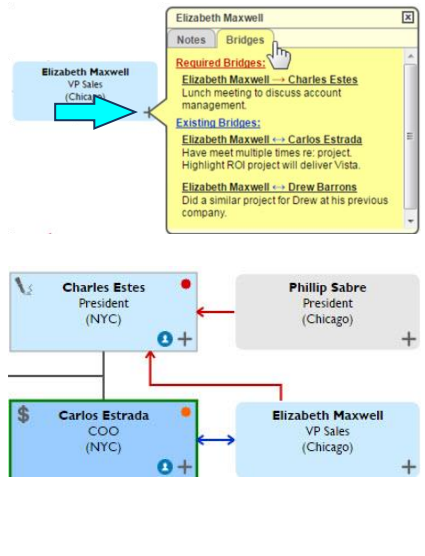 Elizabeth Maxwell
Notes Bridges
Required Bridges:
Elizabeth Maxwell → Charles Estes
Lunch meeting to discuss account
management.
Existing Bridges:
Elizabeth Maxwell ↔ Carlos Estrada
Have meet multiple times re: project.
Highlight ROI project will deliver Vista.
Elizabeth Maxwell ↔ Drew Barrons
Did a similar project for Drew at his previous
company.
Elizabeth Maxwell
VP Sales
(Chicago)
Charles Estes
President
(NYC)
Phillip Sabre
President
(Chicago)
$ Carlos Estrada
COO
(NYC)
Elizabeth Maxwell
VP Sales
(Chicago)